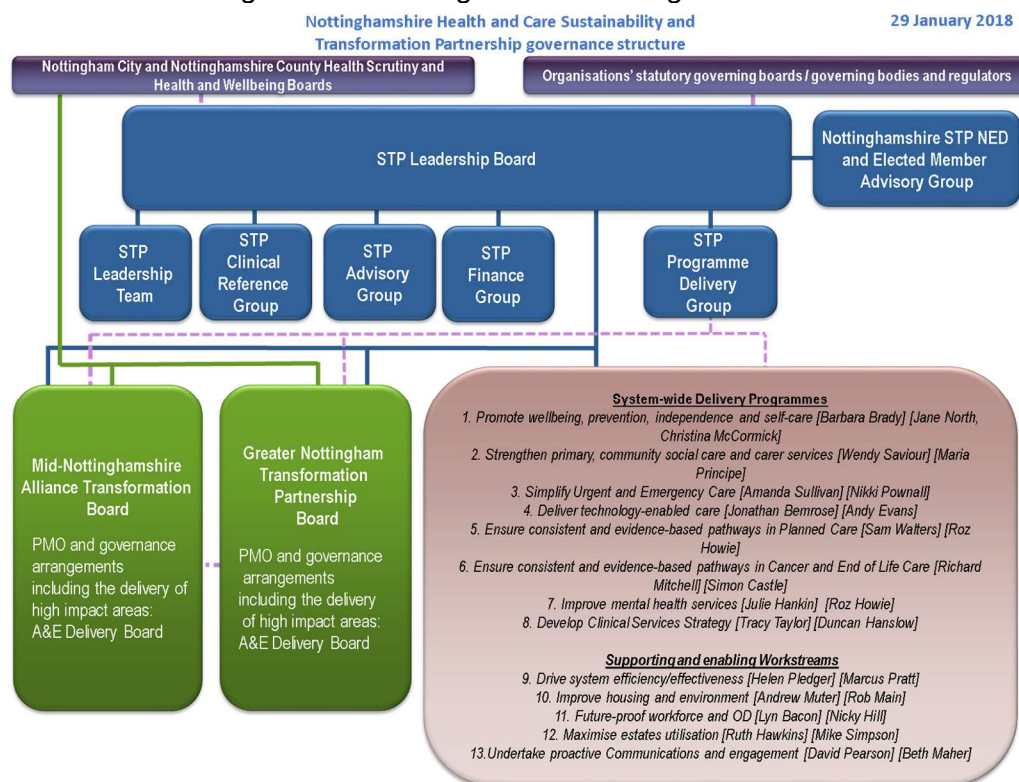 Nottinghamshire Health and Care Sustainability and
Transformation Partnership governance structure
29 January 2018
Nottingham City and Nottinghamshire County Health Scrutiny and
Health and Wellbeing Boards
Organisations' statutory governing boards / governing bodies and regulators
STP Leadership Board
Nottinghamshire STP NED
and Elected Member
Advisory Group
STP
Leadership
Team
STP
Clinical
Reference
Group
STP
Advisory
Group
STP
Finance
Group
STP
Programme
Delivery
Group
Mid-Nottinghamshire
Alliance Transformation
Board
PMO and governance
arrangements
including the delivery of
high impact areas:
A&E Delivery Board
Greater Nottingham
Transformation
Partnership
Board
PMO and governance
arrangements
including the delivery
of high impact areas:
A&E Delivery Board
System-wide Delivery Programmes
1. Promote wellbeing, prevention, independence and self-care [Barbara Brady] [Jane North,
Christina McCormick]
2. Strengthen primary, community social care and carer services [Wendy Saviour] [Maria
Principe]
3. Simplify Urgent and Emergency Care [Amanda Sullivan] [Nikki Pownall]
4. Deliver technology-enabled care [Jonathan Bemrose] [Andy Evans]
5. Ensure consistent and evidence-based pathways in Planned Care [Sam Walters] [Roz
Howie]
6. Ensure consistent and evidence-based pathways in Cancer and End of Life Care [Richard
Mitchell] [Simon Castle]
7. Improve mental health services [Julie Hankin] [Roz Howie]
8. Develop Clinical Services Strategy [Tracy Taylor] [Duncan Hanslow]
Supporting and enabling Workstreams
9. Drive system efficiency/effectiveness [Helen Pledger] [Marcus Pratt]
10. Improve housing and environment [Andrew Muter] [Rob Main]
11. Future-proof workforce and OD [Lyn Bacon] [Nicky Hill]
12. Maximise estates utilisation [Ruth Hawkins] [Mike Simpson]
13.Undertake proactive Communications and engagement [David Pearson] [Beth Maher]